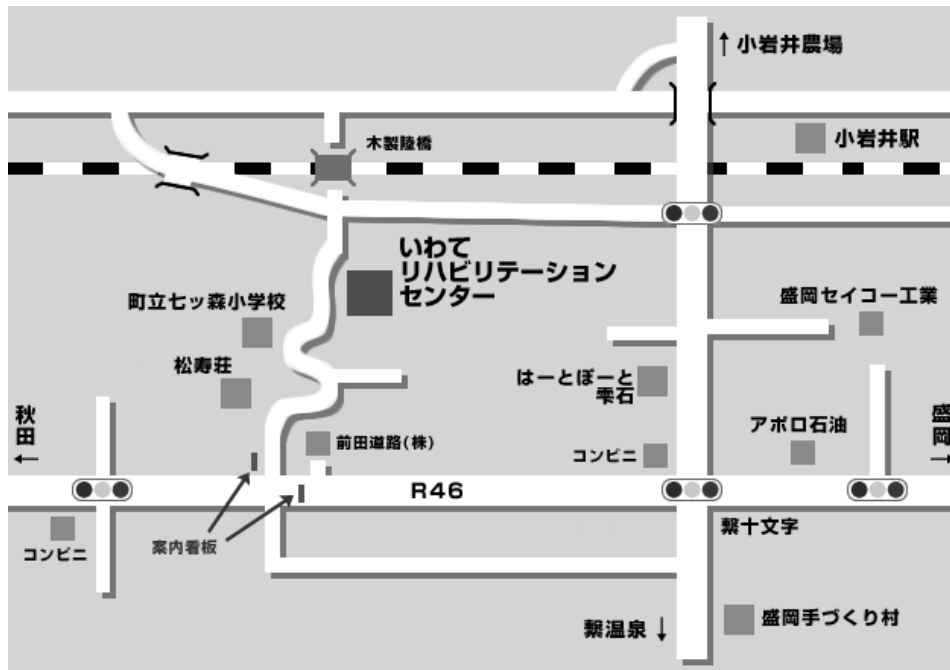 ↑ 小岩井農場
木製陸橋
小岩井駅
いわて
リハビリテーション
センター
町立七ッ森小学校
盛岡セイコー工業
松寿荘
はーとぽーと
雫石
秋田
←
盛岡
→
アポロ石油
前田道路(株)
コンビニ
R46
繋十文字
案内看板
コンビニ
盛岡手づくり村
繋温泉 ↓